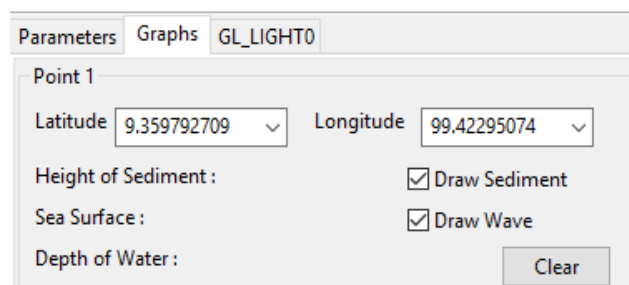 Parameters Graphs GL_LIGHT0
Point 1
Latitude 9.359792709 Longitude 99.42295074
Height of Sediment : Draw Sediment
Sea Surface : Draw Wave
Depth of Water : Clear